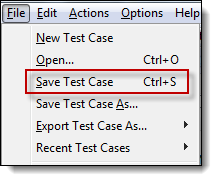 File Edit Actions Options Help
New Test Case
Open... Ctrl+O
Save Test Case Ctrl+S
Save Test Case As...
Export Test Case As...
Recent Test Cases